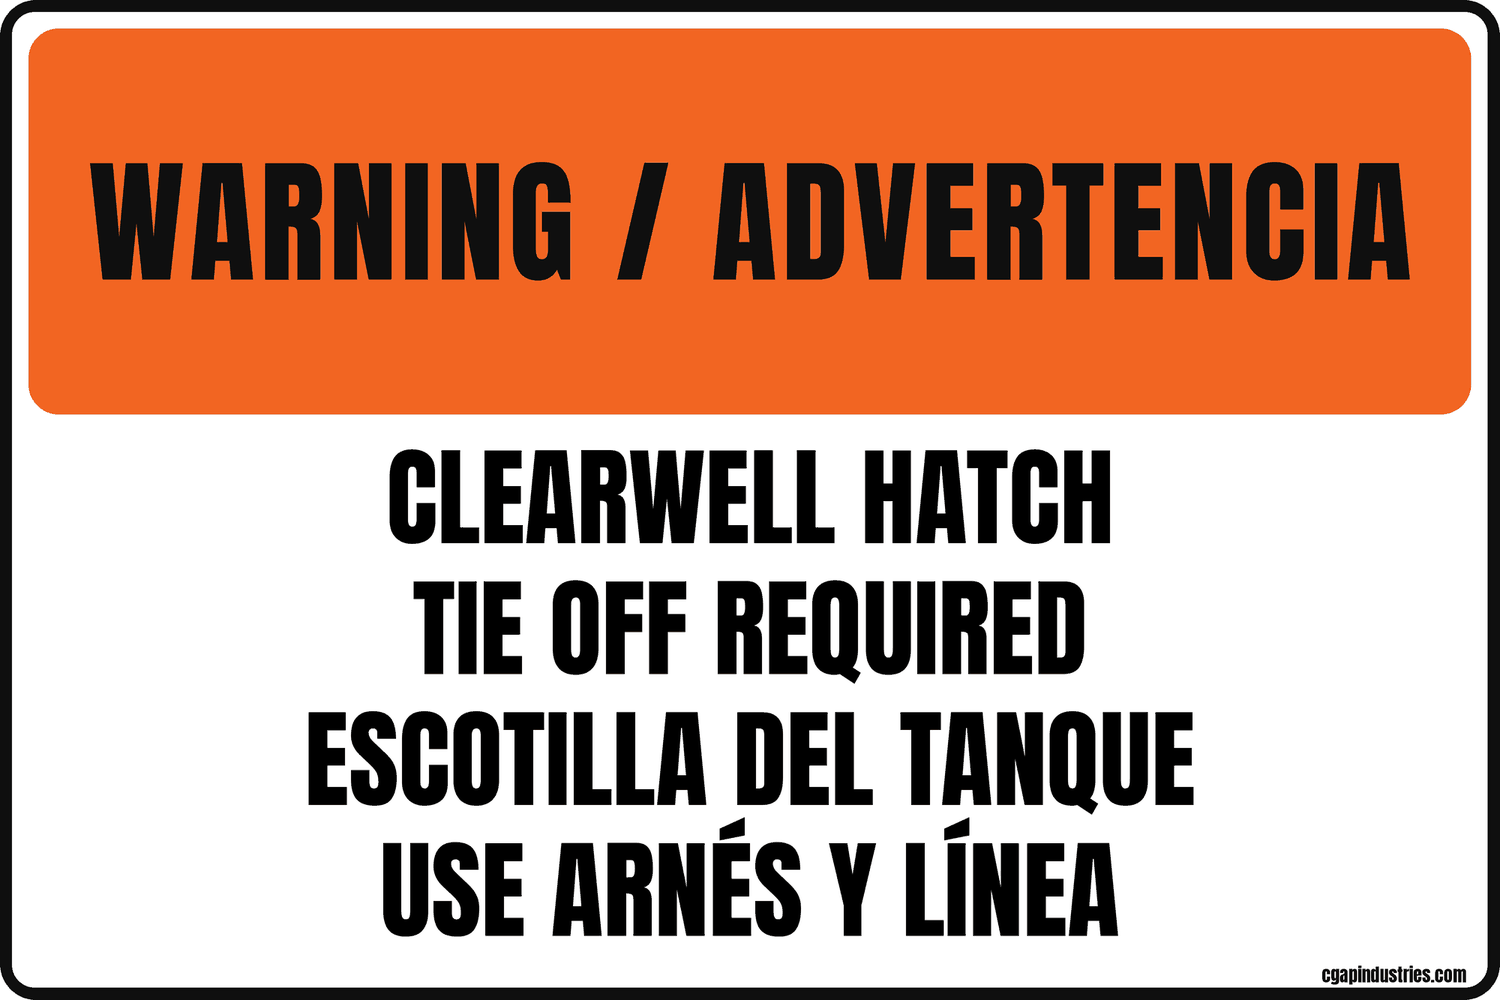 WARNING / ADVERTENCIA
CLEARWELL HATCH
TIE OFF REQUIRED
ESCOTILLA DEL TANQUE
USE ARNÉS Y LÍNEA
cgapindustries.com